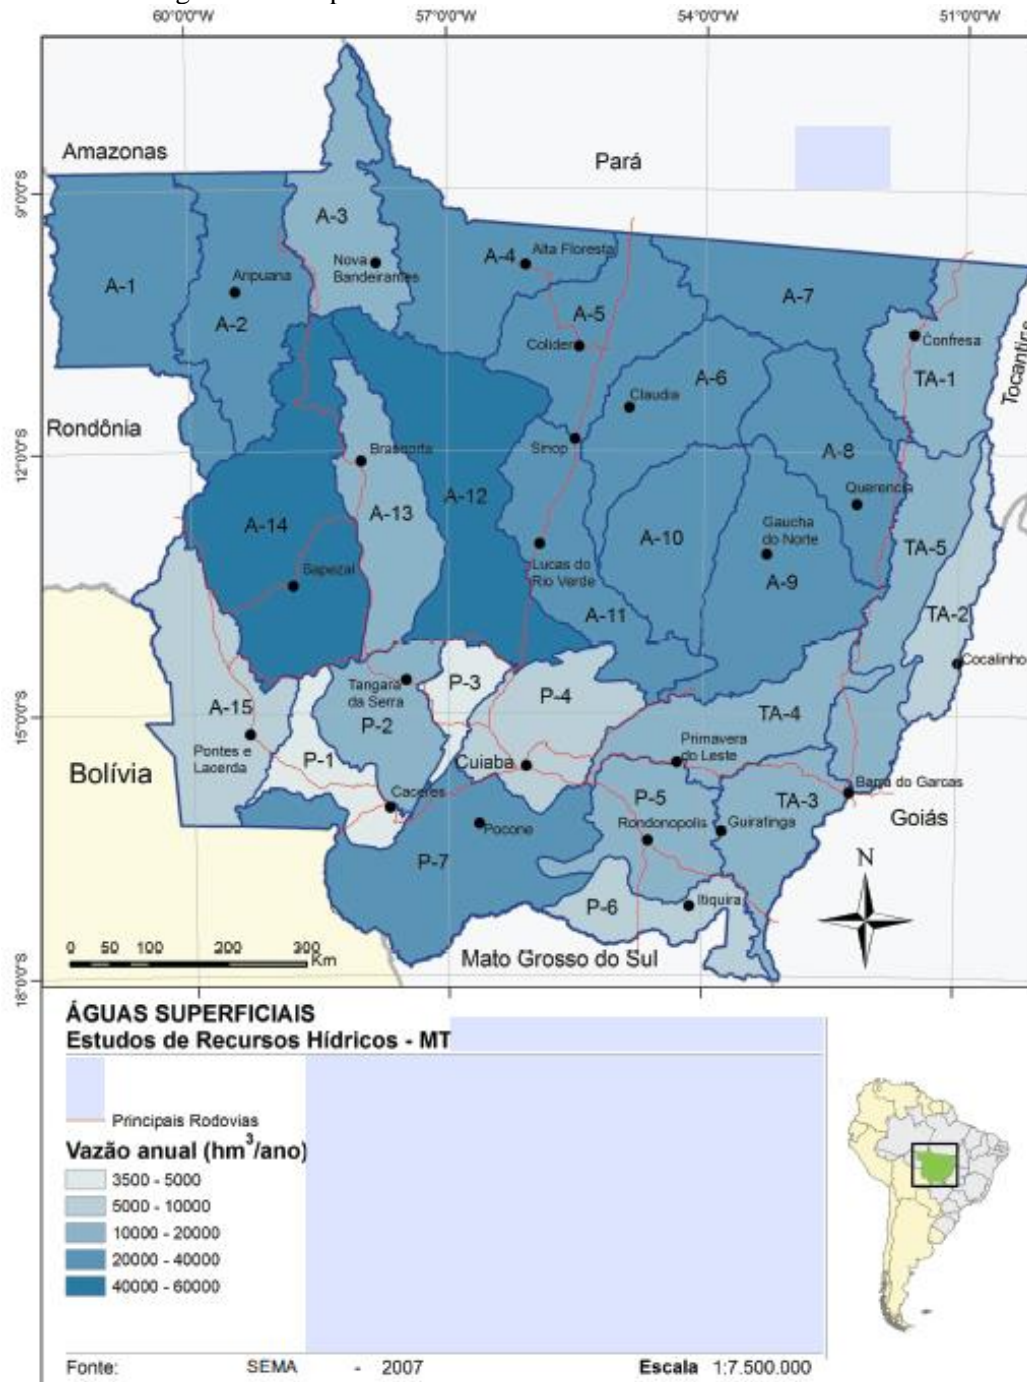 60°0'0"W 57°0'0"W 54°0'0"W 51°0'0"W
Amazonas
Pará
9°0'0"S
A-3
Nova
Bandeirantes
A-4
Alta Floresta
A-1
Aripuana
A-2
A-7
A-5
Colider
Confresa
TA-1
Tocantins
A-6
Claudia
Rondônia
Sinop
Brasnorte
12°0'0"S
A-8
Querencia
A-12
A-13
A-14
Sapezal
A-10
Gaucha
do Norte
A-9
Lucas do
Rio Verde
A-11
TA-5
TA-2
Cocalinho
P-3
Tangara
da Serra
P-4
A-15
P-2
TA-4
15°0'0"S
Pontes e
Lacerda
P-1
Cuiaba
Primavera
do Leste
Bolívia
Caceres
P-5
TA-3
Barra do Garcas
Goiás
Pocone
Rondonopolis
Guiratinga
P-7
N
P-6
Itiquira
0 50 100 200 300
Km
Mato Grosso do Sul
18°0'0"S
ÁGUAS SUPERFICIAIS
Estudos de Recursos Hídricos - MT
Principais Rodovias
Vazão anual (hm³/ano)
3500 - 5000
5000 - 10000
10000 - 20000
20000 - 40000
40000 - 60000
Fonte: SEMA - 2007 Escala 1:7.500.000